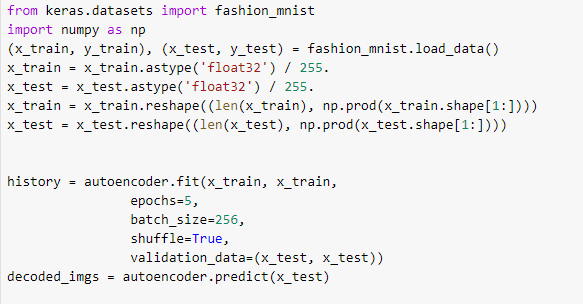 from keras.datasets import fashion_mnist
import numpy as np
(x_train, y_train), (x_test, y_test) = fashion_mnist.load_data()
x_train = x_train.astype('float32') / 255.
x_test = x_test.astype('float32') / 255.
x_train = x_train.reshape((len(x_train), np.prod(x_train.shape[1:])))
x_test = x_test.reshape((len(x_test), np.prod(x_test.shape[1:])))
history = autoencoder.fit(x_train, x_train,
epochs=5,
batch_size=256,
shuffle=True,
validation_data=(x_test, x_test))
decoded_imgs = autoencoder.predict(x_test)